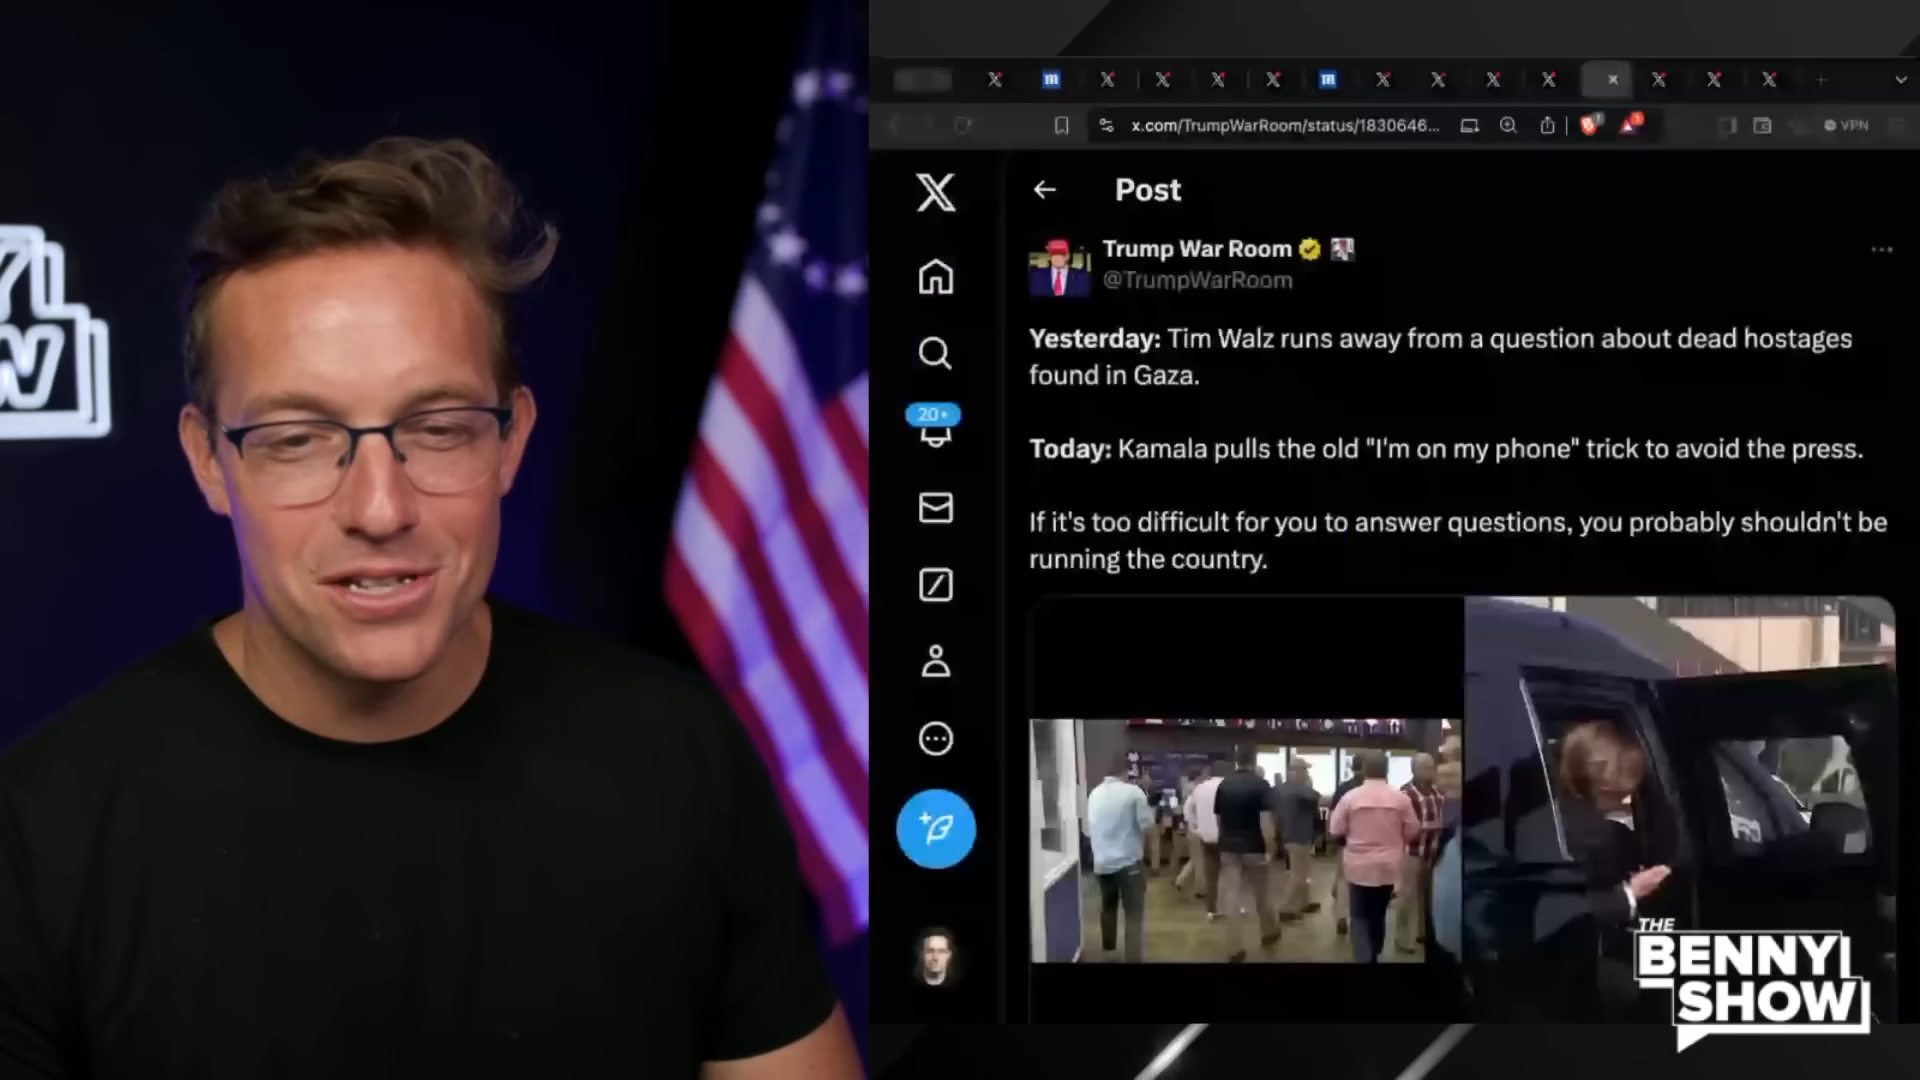 x.com/TrumpWarRoom/status/1830646...
VPN
Post
Trump War Room
@TrumpWarRoom
Yesterday: Tim Walz runs away from a question about dead hostages
found in Gaza.
20+
Today: Kamala pulls the old "I'm on my phone" trick to avoid the press.
If it's too difficult for you to answer questions, you probably shouldn't be
running the country.
THE
BENNY
SHOW